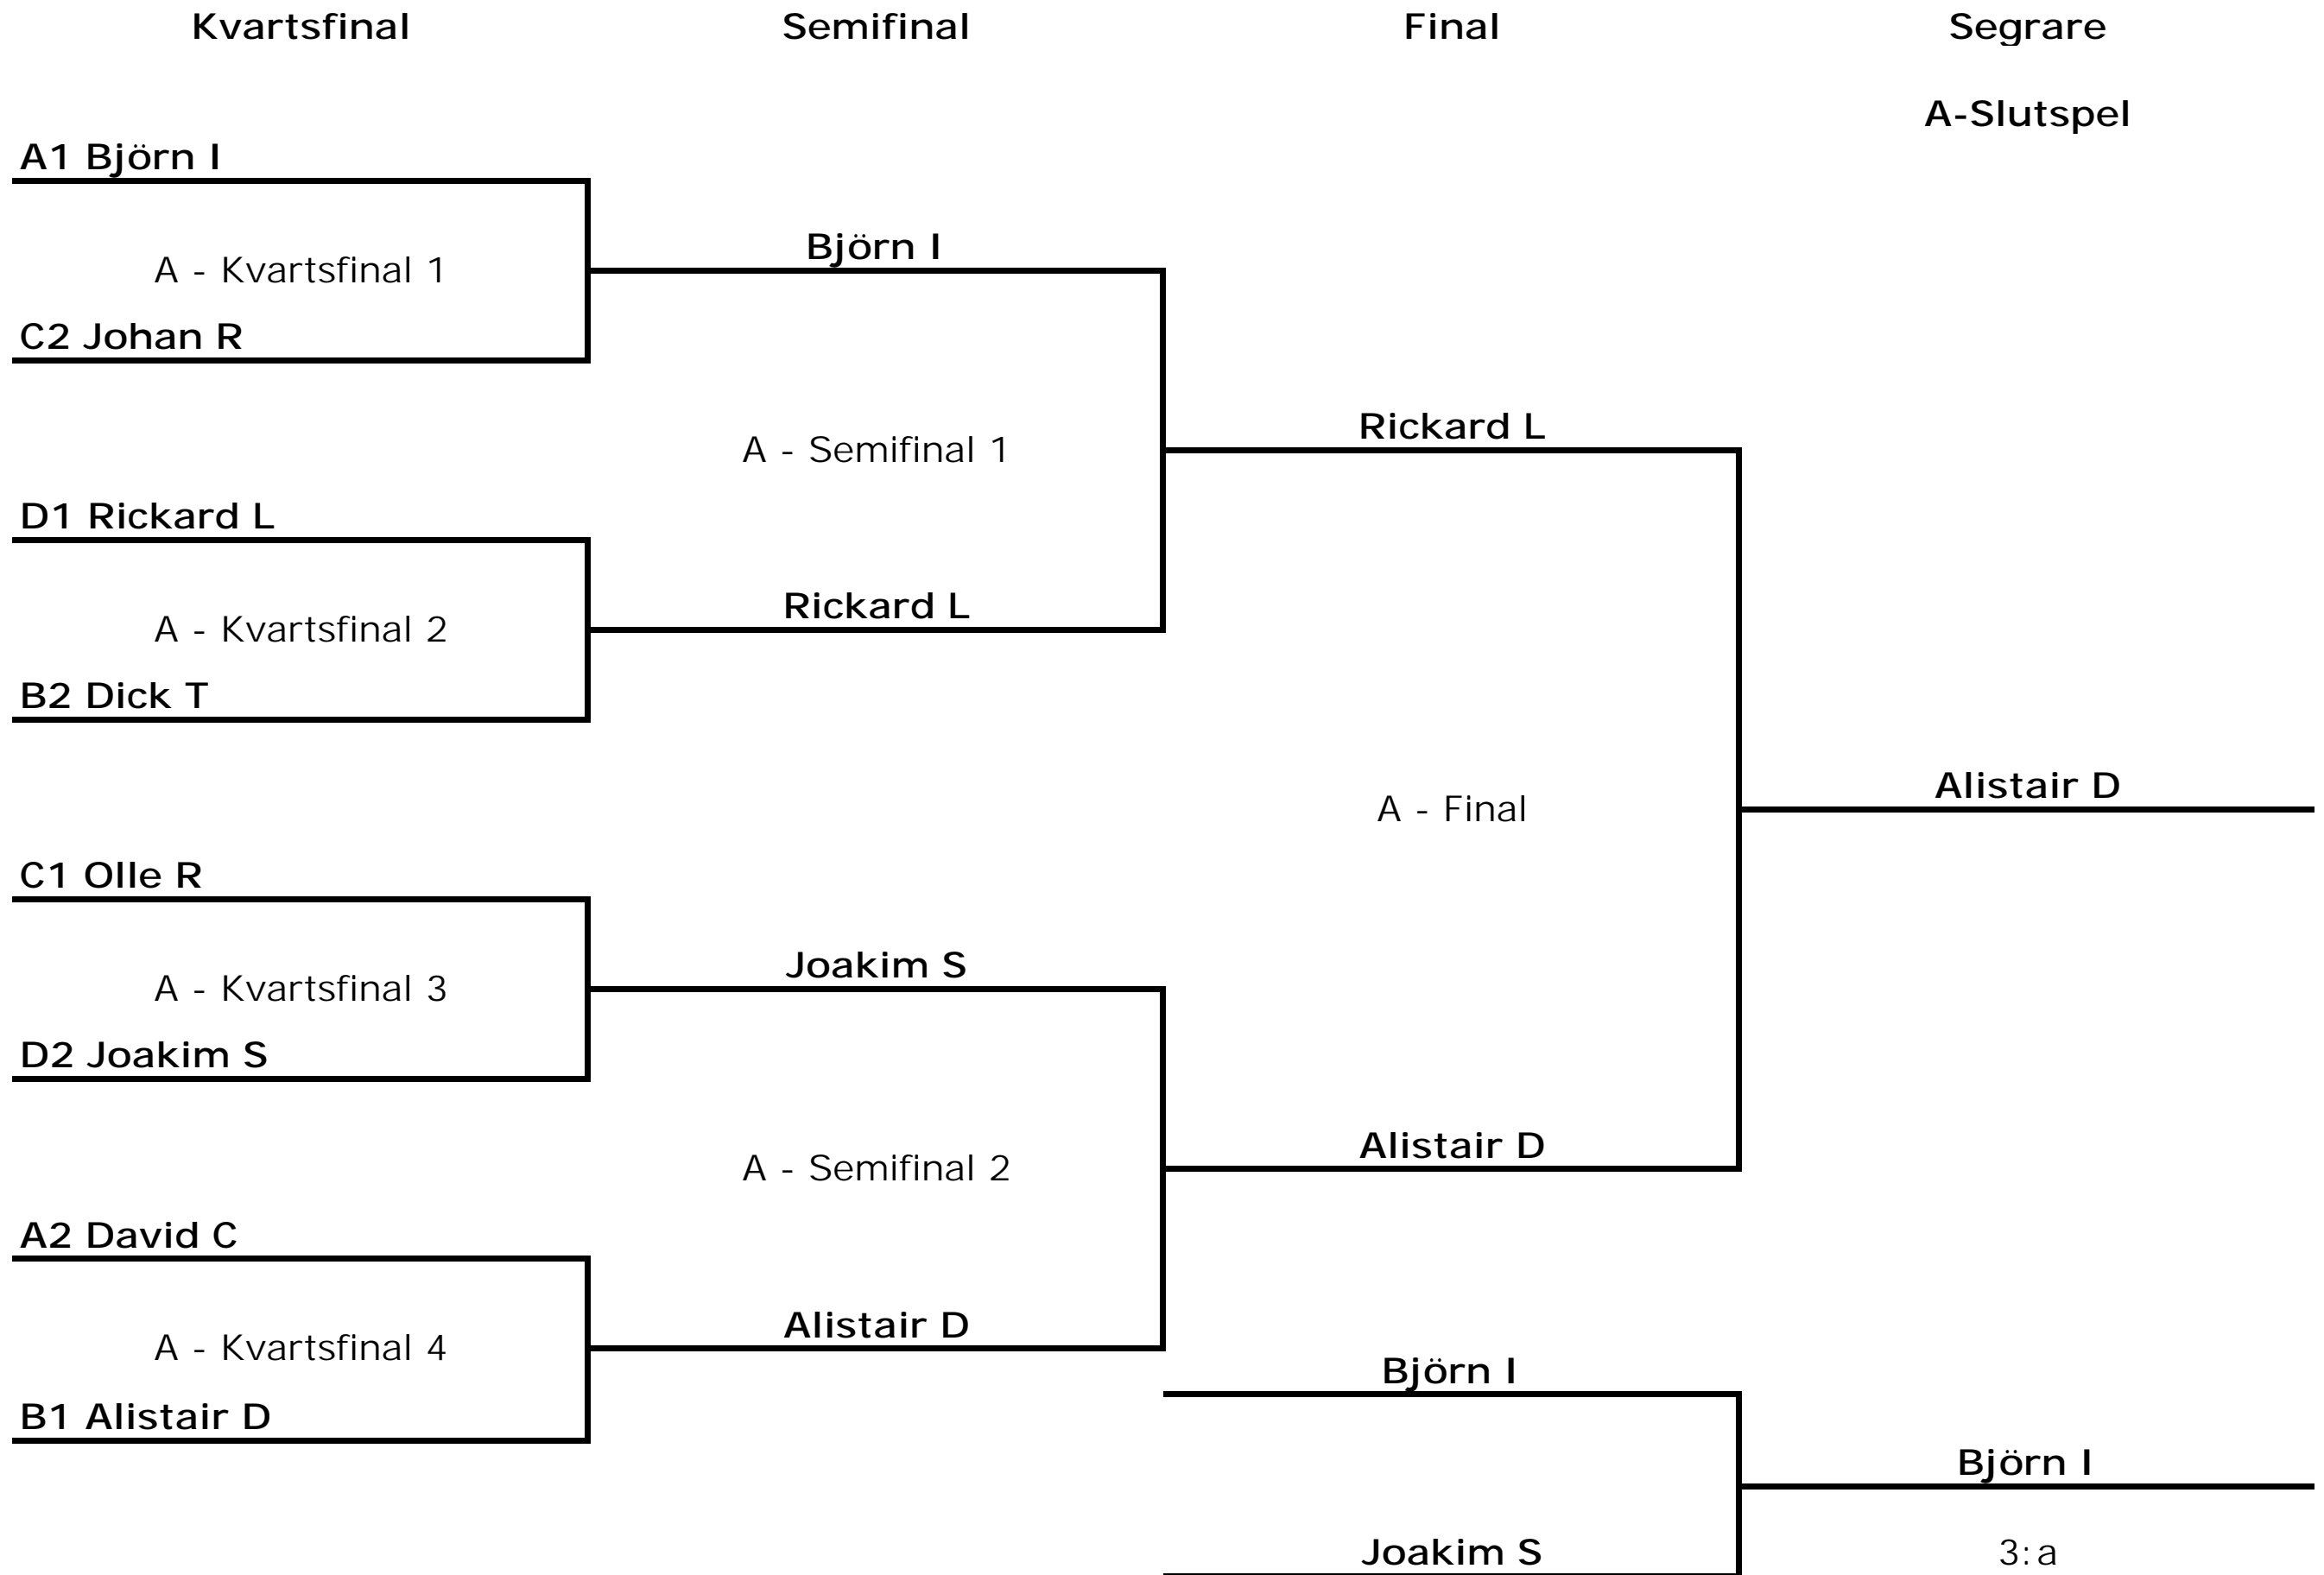 Kvartsfinal Semifinal Final Segrare
A-Slutspel
A1 Björn I
Björn I
A - Kvartsfinal 1
C2 Johan R
Rickard L
A - Semifinal 1
D1 Rickard L
Rickard L
A - Kvartsfinal 2
B2 Dick T
Alistair D
A - Final
C1 Olle R
Joakim S
A - Kvartsfinal 3
D2 Joakim S
Alistair D
A - Semifinal 2
A2 David C
Alistair D
A - Kvartsfinal 4
Björn I
B1 Alistair D
Björn I
Joakim S
3:a